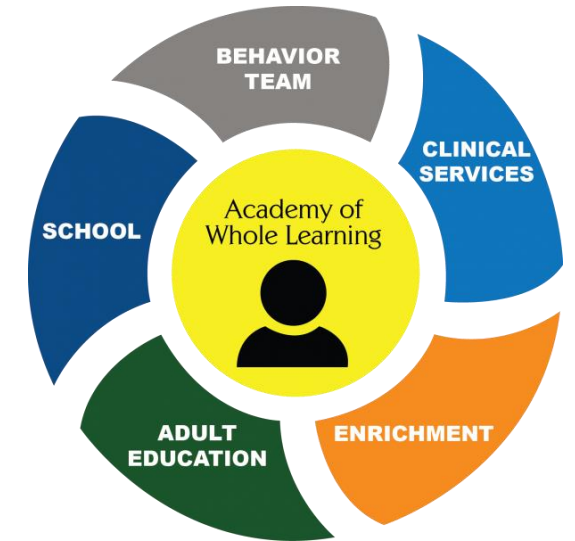 BEHAVIOR
TEAM
CLINICAL
SERVICES
Academy of
Whole Learning
SCHOOL
ADULT
EDUCATION
ENRICHMENT